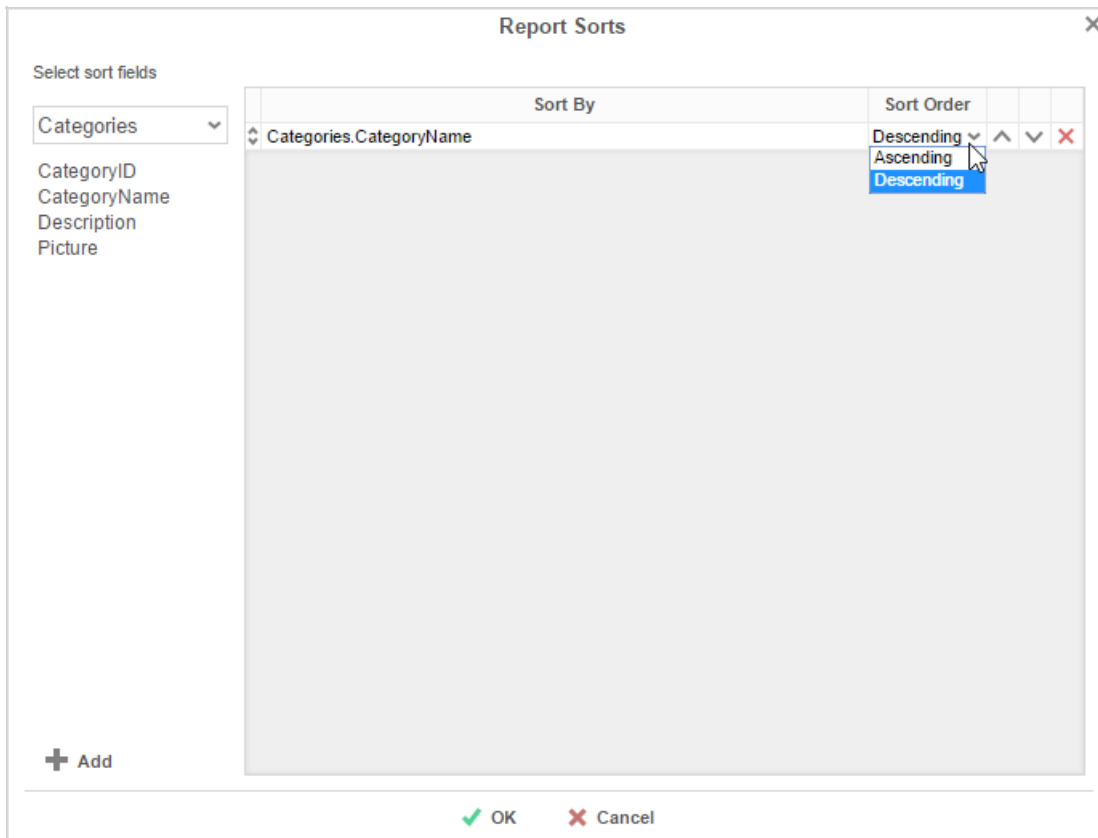 Report Sorts
Select sort fields
Categories
CategoryID
CategoryName
Description
Picture
Add
Sort By Sort Order
Categories.CategoryName Descending
Ascending
Descending
OK Cancel